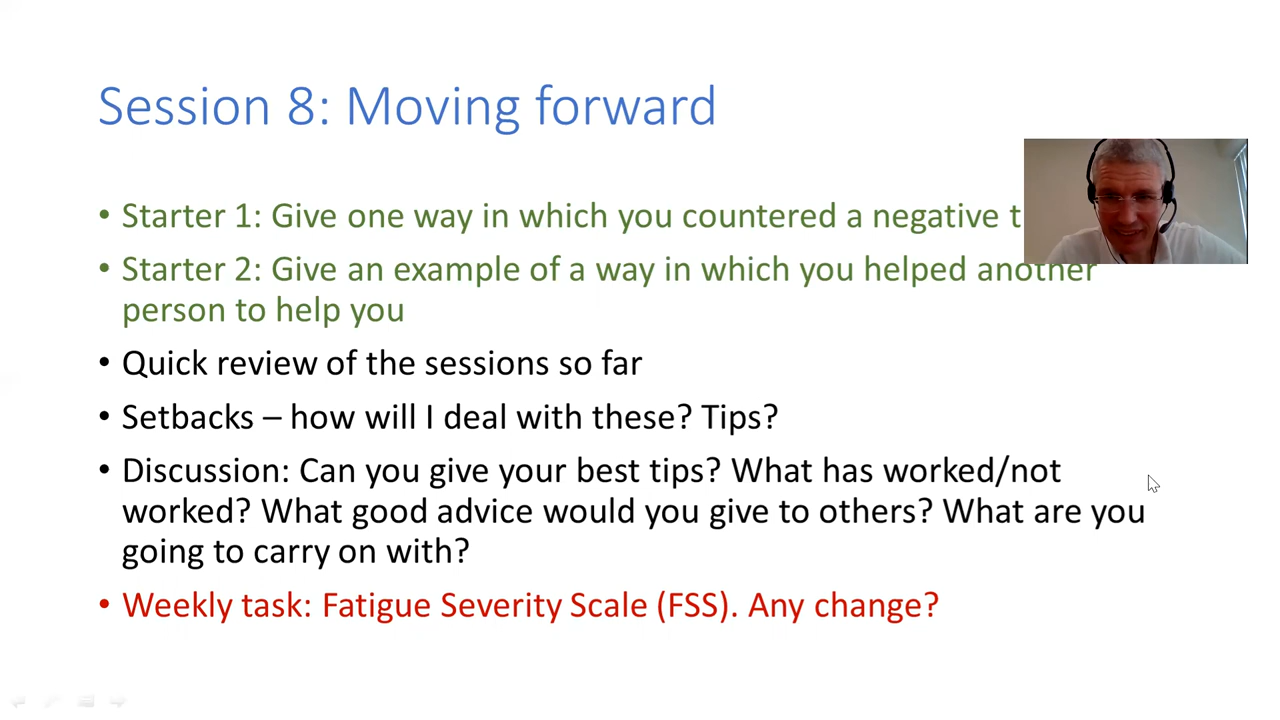 Session 8: Moving forward
• Starter 1: Give one way in which you countered a negative
• Starter 2: Give an example of a way in which you helped another
person to help you
• Quick review of the sessions so far
• Setbacks – how will I deal with these? Tips?
• Discussion: Can you give your best tips? What has worked/not
worked? What good advice would you give to others? What are you
going to carry on with?
• Weekly task: Fatigue Severity Scale (FSS). Any change?